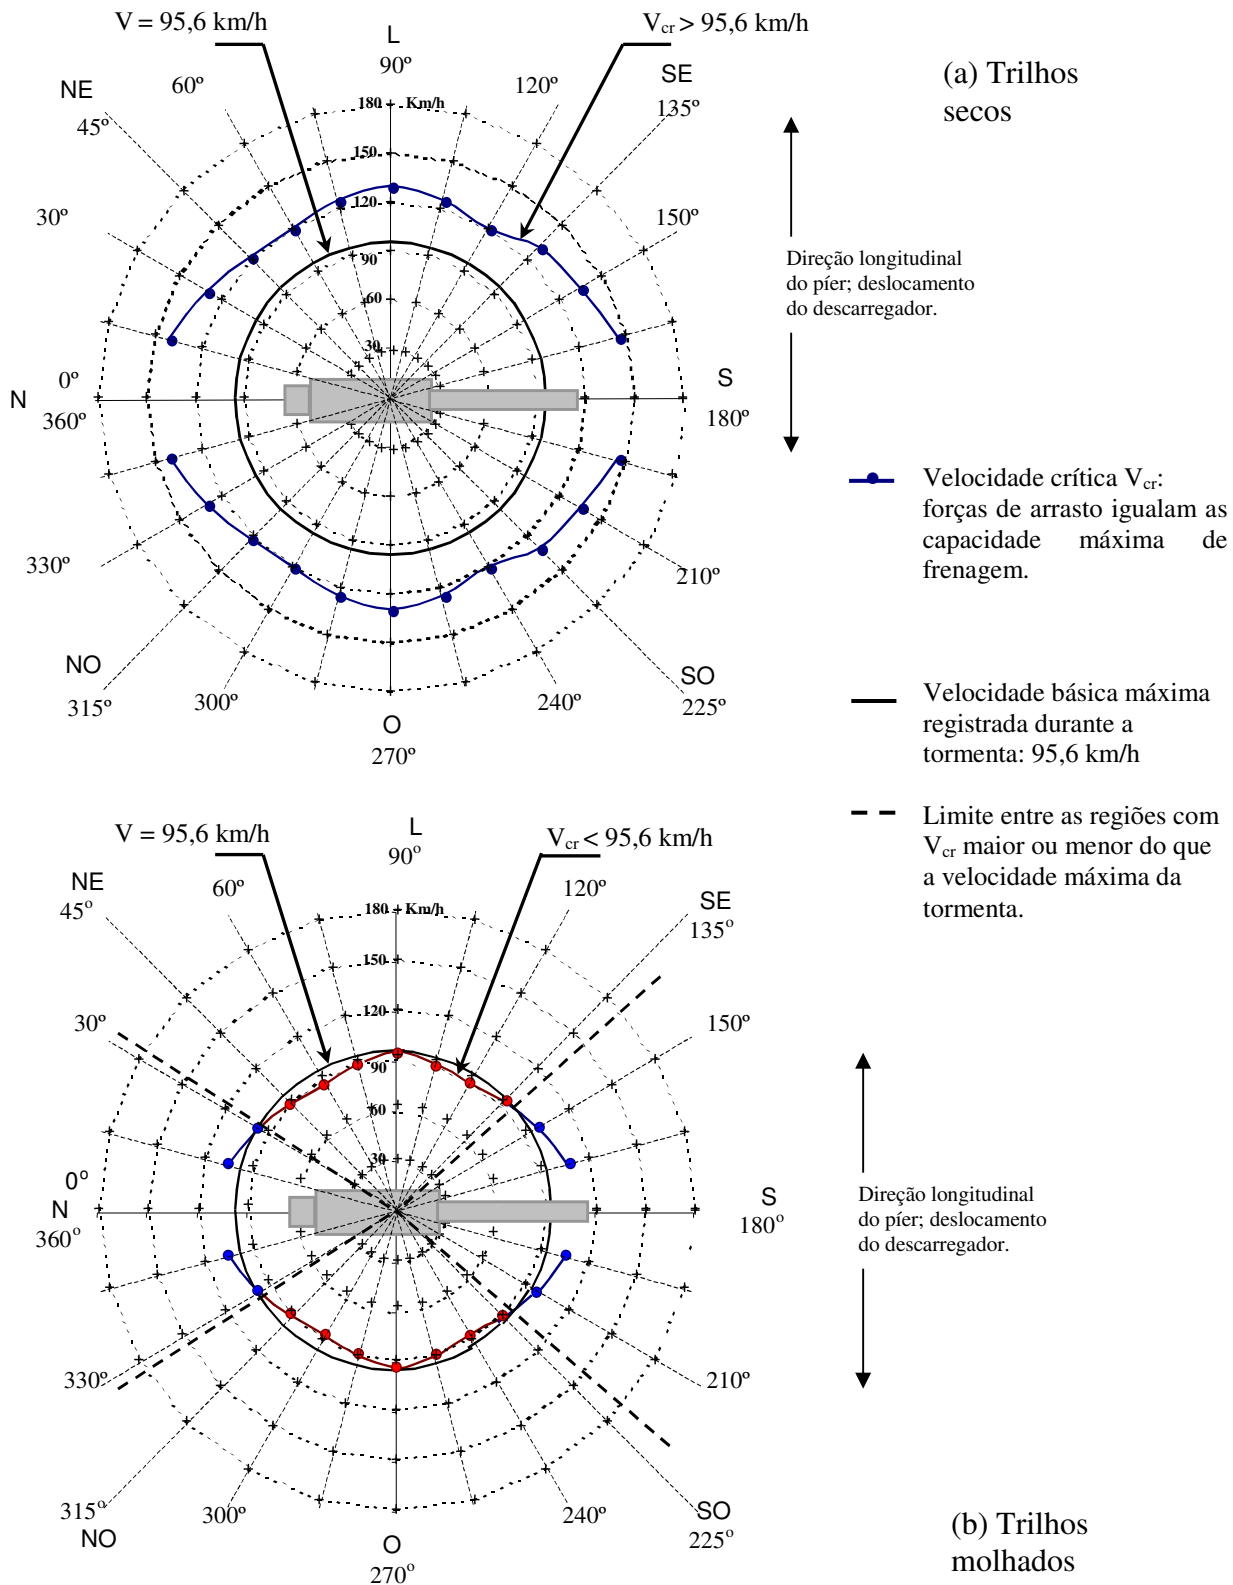 V = 95,6 km/h
V_cr > 95,6 km/h
L
90º
NE
45º
60º
120º
SE
135º
180
Km/h
150
120
90
60
30
30º
150º
0º
N
360º
S
180º
330º
210º
NO
315º
300º
O
270º
240º
SO
225º
(a) Trilhos
secos
Direção longitudinal
do píer; deslocamento
do descarregador.
Velocidade crítica V_cr:
forças de arrasto igualam as
capacidade máxima de
frenagem.
Velocidade básica máxima
registrada durante a
tormenta: 95,6 km/h
Limite entre as regiões com
V_cr maior ou menor do que
a velocidade máxima da
tormenta.
V = 95,6 km/h
V_cr < 95,6 km/h
L
90º
NE
45º
60º
120º
SE
135º
180
Km/h
150
120
90
60
30
30º
150º
0º
N
360º
S
180º
330º
210º
315º
NO
300º
O
270º
240º
SO
225º
Direção longitudinal
do píer; deslocamento
do descarregador.
(b) Trilhos
molhados